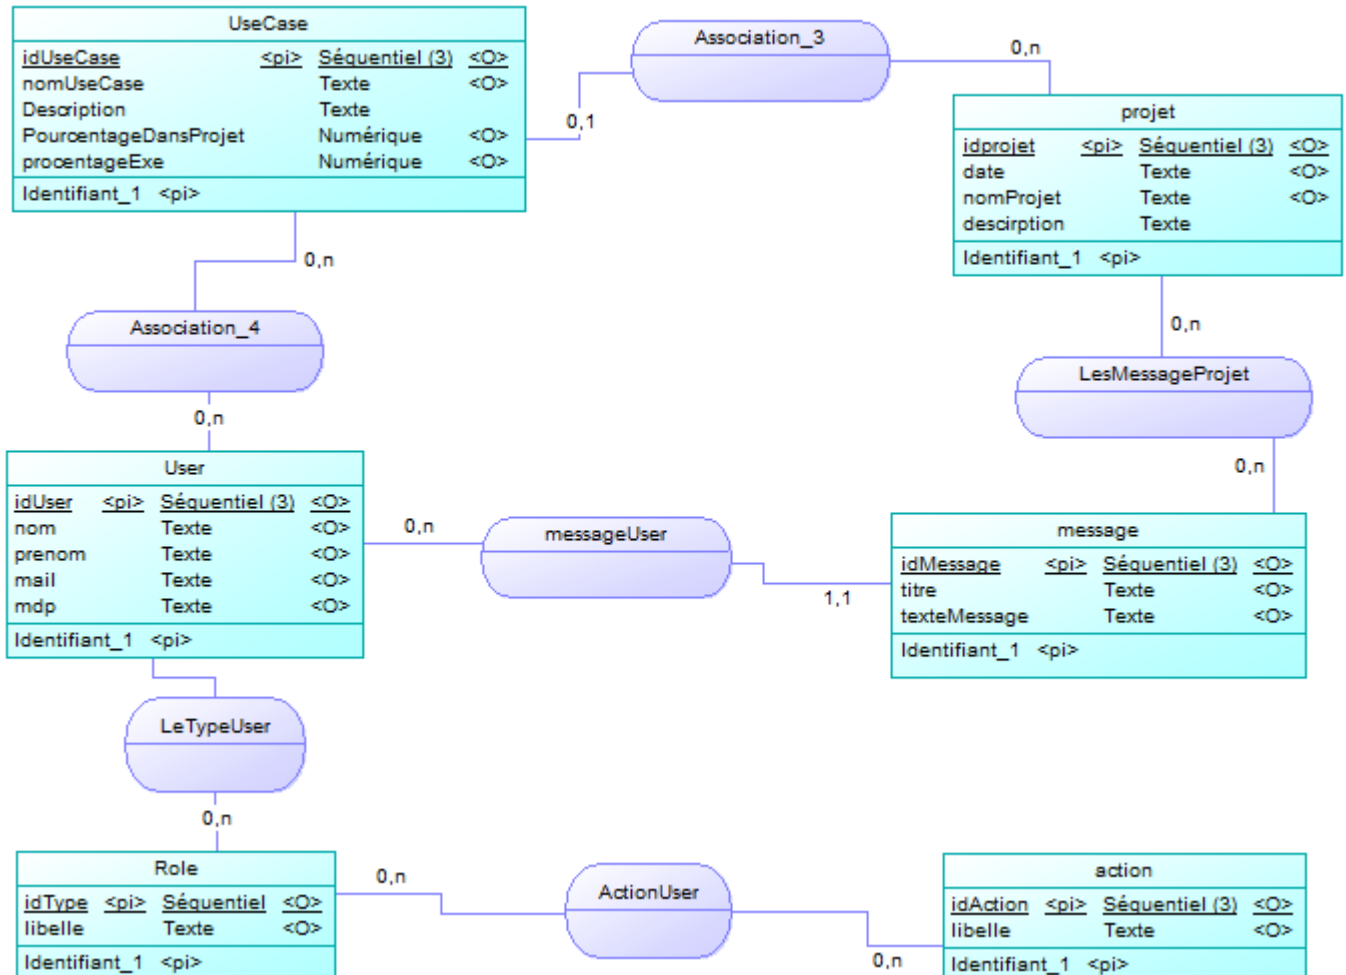 UseCase
idUseCase <pi> Séquentiel (3) <O>
nomUseCase Texte <O>
Description Texte
PourcentageDansProjet Numérique <O>
procentageExe Numérique <O>
Identifiant_1 <pi>
Association_3
0,1
0,n
projet
idprojet <pi> Séquentiel (3) <O>
date Texte <O>
nomProjet Texte <O>
descirption Texte
Identifiant_1 <pi>
0,n
Association_4
0,n
0,n
LesMessageProjet
0,n
User
idUser <pi> Séquentiel (3) <O>
nom Texte <O>
prenom Texte <O>
mail Texte <O>
mdp Texte <O>
Identifiant_1 <pi>
0,n
messageUser
1,1
message
idMessage <pi> Séquentiel (3) <O>
titre Texte <O>
texteMessage Texte <O>
Identifiant_1 <pi>
LeTypeUser
0,n
Role
idType <pi> Séquentiel <O>
libelle Texte <O>
Identifiant_1 <pi>
0,n
ActionUser
0,n
action
idAction <pi> Séquentiel (3) <O>
libelle Texte <O>
Identifiant_1 <pi>